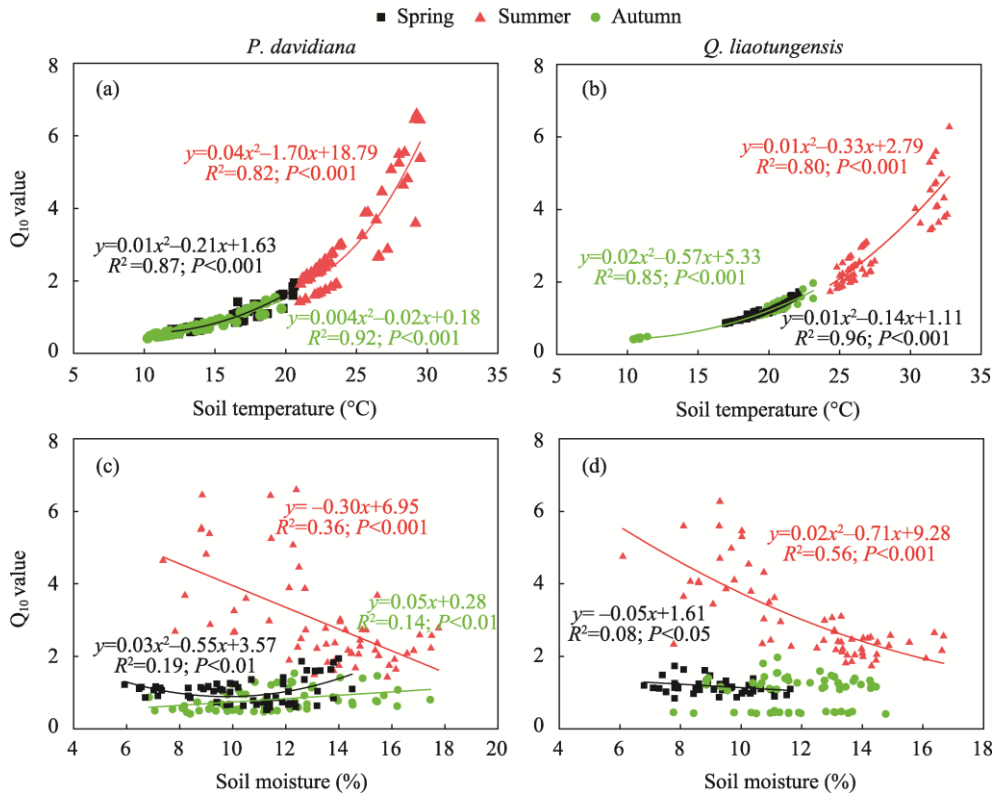 Spring Summer Autumn
P. davidiana
Q. liaotungensis
Q10 value
8
6
4
2
0
(a)
y=0.04x²–1.70x+18.79
R²=0.82; P<0.001
y=0.01x²–0.21x+1.63
R²=0.87; P<0.001
y=0.004x²–0.02x+0.18
R²=0.92; P<0.001
5 10 15 20 25 30 35
Soil temperature (°C)
8
6
4
2
0
(b)
y=0.01x²–0.33x+2.79
R²=0.80; P<0.001
y=0.02x²–0.57x+5.33
R²=0.85; P<0.001
y=0.01x²–0.14x+1.11
R²=0.96; P<0.001
5 10 15 20 25 30 35
Soil temperature (°C)
Q10 value
8
6
4
2
0
(c)
y= –0.30x+6.95
R²=0.36; P<0.001
y=0.05x+0.28
R²=0.14; P<0.01
y=0.03x²–0.55x+3.57
R²=0.19; P<0.01
4 6 8 10 12 14 16 18 20
Soil moisture (%)
8
6
4
2
0
(d)
y=0.02x²–0.71x+9.28
R²=0.56; P<0.001
y= –0.05x+1.61
R²=0.08; P<0.05
4 6 8 10 12 14 16 18
Soil moisture (%)